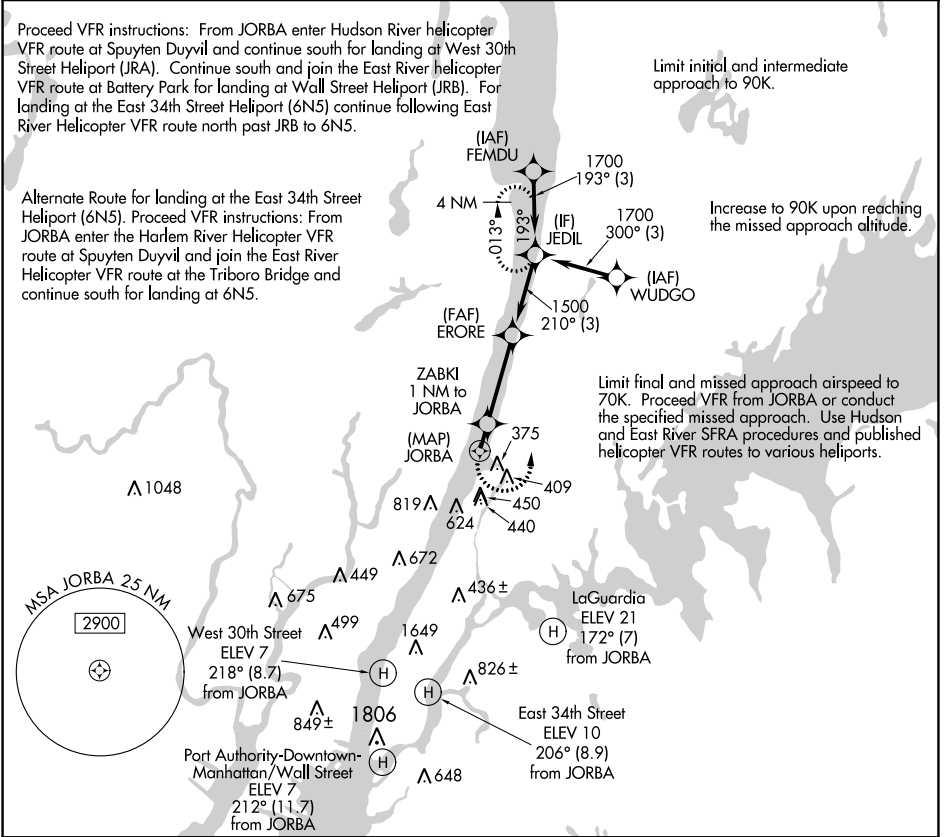 Proceed VFR instructions: From JORBA enter Hudson River helicopter
VFR route at Spuyten Duyvil and continue south for landing at West 30th
Street Heliport (JRA). Continue south and join the East River helicopter
VFR route at Battery Park for landing at Wall Street Heliport (JRB). For
landing at the East 34th Street Heliport (6N5) continue following East
River Helicopter VFR route north past JRB to 6N5.
Limit initial and intermediate
approach to 90K.
(IAF)
FEMDU
1700
193° (3)
Alternate Route for landing at the East 34th Street
Heliport (6N5). Proceed VFR instructions: From
JORBA enter the Harlem River Helicopter VFR
route at Spuyten Duyvil and join the East River
Helicopter VFR route at the Triboro Bridge and
continue south for landing at 6N5.
4 NM
013°
193°
(IF)
JEDIL
1700
300° (3)
Increase to 90K upon reaching
the missed approach altitude.
(IAF)
WUDGO
1500
210° (3)
(FAF)
ERORE
ZABKI
1 NM to
JORBA
(MAP)
JORBA
Limit final and missed approach airspeed to
70K. Proceed VFR from JORBA or conduct
the specified missed approach. Use Hudson
and East River SFRA procedures and published
helicopter VFR routes to various heliports.
375
409
450
440
1048
819
624
672
449
675
436±
499
1649
826±
MSA JORBA 25 NM
2900
West 30th Street
ELEV 7
218° (8.7)
from JORBA
H
LaGuardia
ELEV 21
172° (7)
from JORBA
H
H
East 34th Street
ELEV 10
206° (8.9)
from JORBA
849±
1806
Port Authority-Downtown-
Manhattan/Wall Street
ELEV 7
212° (11.7)
from JORBA
H
648